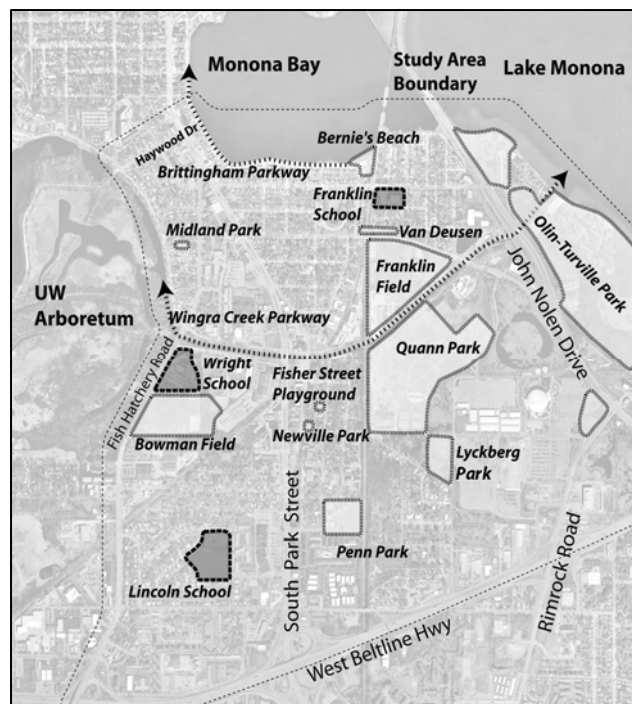 Monona Bay
Study Area
Boundary
Lake Monona
Haywood Dr
Bernie's Beach
Brittingham Parkway
Franklin
School
Midland Park
Van Deusen
Olin-Turville Park
Franklin
Field
John Nolen Drive
UW
Arboretum
Wingra Creek Parkway
Quann Park
Fish Hatchery Road
Wright
School
Fisher Street
Playground
Bowman Field
Newville Park
Lyckberg
Park
South Park Street
Penn Park
Rimrock Road
Lincoln School
West Beltline Hwy